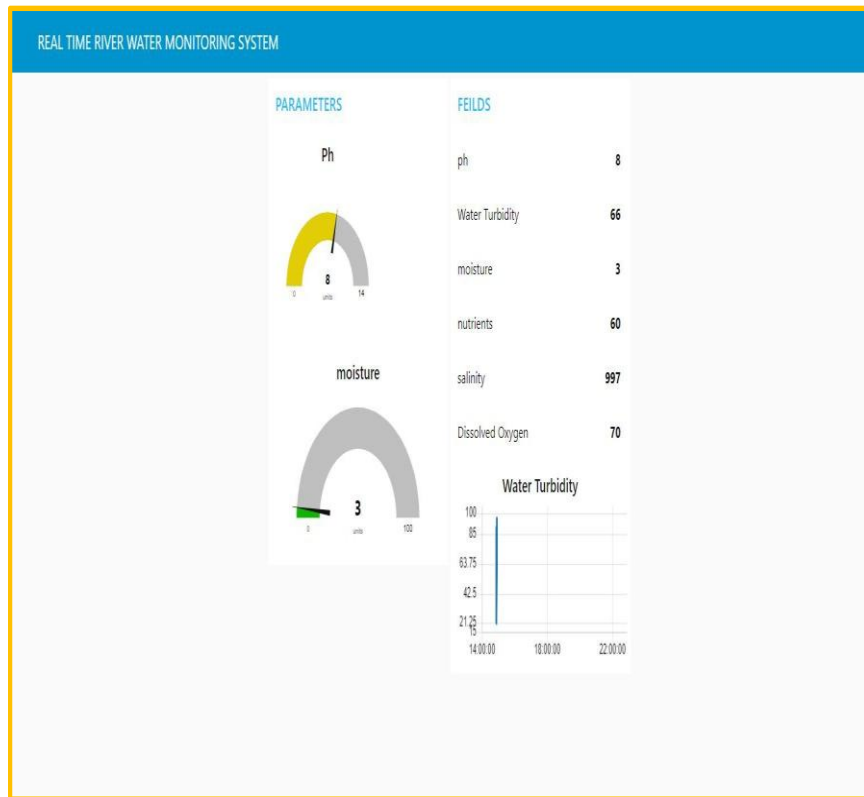 REAL TIME RIVER WATER MONITORING SYSTEM
PARAMETERS
Ph
8
units
0
14
moisture
3
units
0
100
FEILDS
ph 8
Water Turbidity 66
moisture 3
nutrients 60
salinity 997
Dissolved Oxygen 70
Water Turbidity
100
85
63.75
42.5
21.25
15
14:00:00 18:00:00 22:00:00